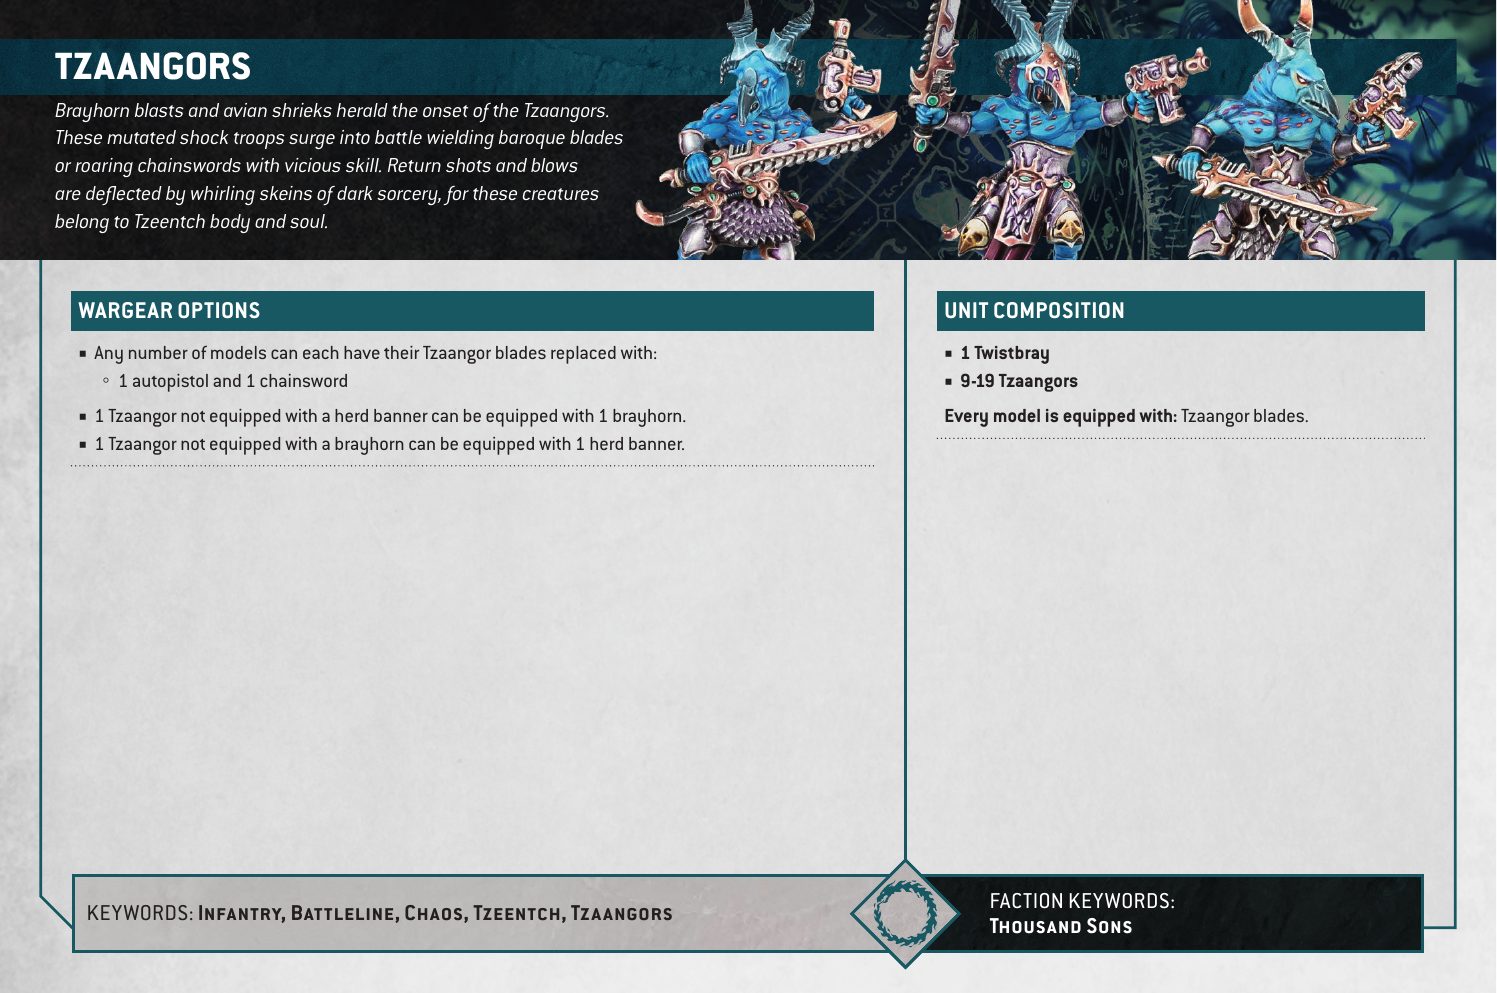 TZAANGORS
Brayhorn blasts and avian shrieks herald the onset of the Tzaangors.
These mutated shock troops surge into battle wielding baroque blades
or roaring chainswords with vicious skill. Return shots and blows
are deflected by whirling skeins of dark sorcery, for these creatures
belong to Tzeentch body and soul.
WARGEAR OPTIONS
■ Any number of models can each have their Tzaangor blades replaced with:
◦ 1 autopistol and 1 chainsword
■ 1 Tzaangor not equipped with a herd banner can be equipped with 1 brayhorn.
■ 1 Tzaangor not equipped with a brayhorn can be equipped with 1 herd banner.
UNIT COMPOSITION
■ 1 Twistbray
■ 9-19 Tzaangors
Every model is equipped with: Tzaangor blades.
KEYWORDS: Infantry, Battleline, Chaos, Tzeentch, Tzaangors
FACTION KEYWORDS:
Thousand Sons